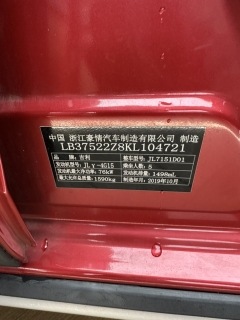 中国 浙江豪情汽车制造有限公司 制造
LB37522Z8KL104721
品牌：吉利 整车型号：JL7151D01
发动机型号：JLγ-4G15 乘坐人数：5
发动机最大净功率：76kW 发动机排量：1498mL
最大允许总质量：1590kg 制造年月：2019年10月